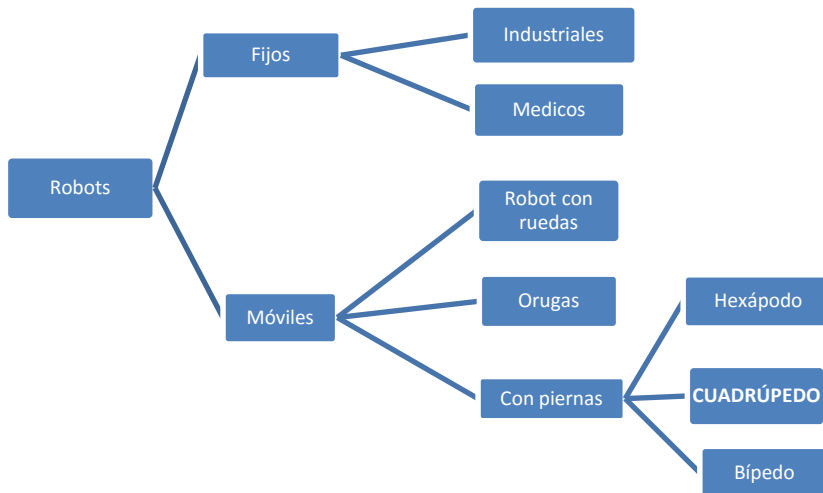 Robots
Fijos
Industriales
Medicos
Móviles
Robot con
ruedas
Orugas
Con piernas
Hexápodo
CUADRÚPEDO
Bípedo